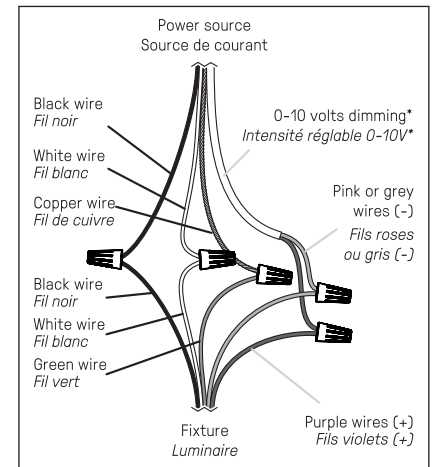 Power source
Source de courant
Black wire
Fil noir
White wire
Fil blanc
Copper wire
Fil de cuivre
0-10 volts dimming*
Intensité réglable 0-10V*
Pink or grey
wires (-)
Fils roses
ou gris (-)
Black wire
Fil noir
White wire
Fil blanc
Green wire
Fil vert
Purple wires (+)
Fils violets (+)
Fixture
Luminaire